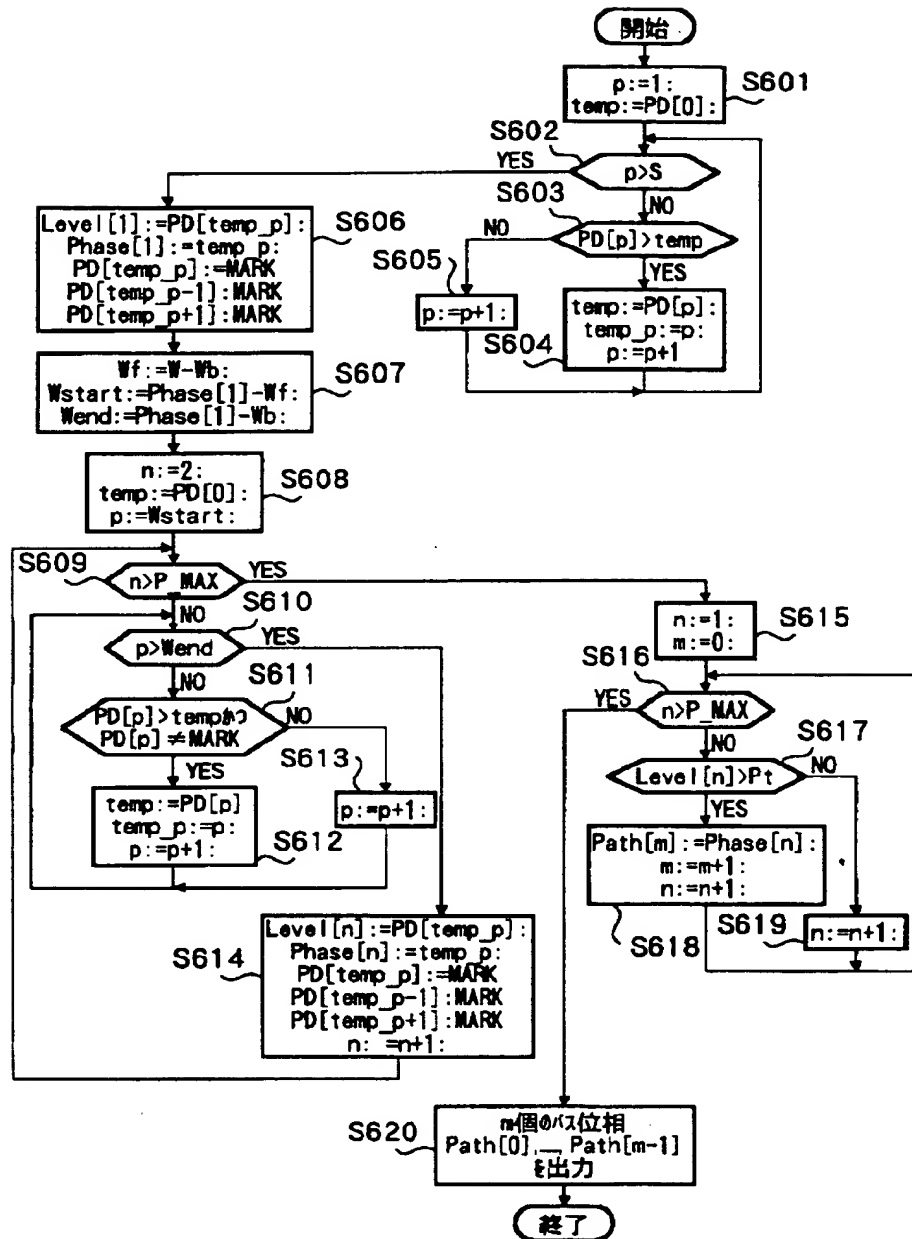 開始
p:=1:
temp:=PD[0]:
S601
S602
YES
p>S
NO
S603
NO
PD[p]>temp
YES
S605
p:=p+1:
temp:=PD[p]:
temp_p:=p:
p:=p+1
S604
Level[1]:=PD[temp_p]:
Phase[1]:=temp_p:
PD[temp_p]:=MARK
PD[temp_p-1]:MARK
PD[temp_p+1]:MARK
S606
Wf:=W-Wb:
Wstart:=Phase[1]-Wf:
Wend:=Phase[1]-Wb:
S607
n:=2:
temp:=PD[0]:
p:=Wstart:
S608
S609
n>P_MAX
YES
NO
S610
p>Wend
YES
NO
S611
PD[p]>tempかつ
PD[p]≠MARK
NO
YES
S613
p:=p+1:
temp:=PD[p]
temp_p:=p:
p:=p+1:
S612
S614
Level[n]:=PD[temp_p]:
Phase[n]:=temp_p:
PD[temp_p]:=MARK
PD[temp_p-1]:MARK
PD[temp_p+1]:MARK
n: =n+1:
n:=1:
m:=0:
S615
S616
YES
n>P_MAX
NO
S617
Level[n]>Pt
NO
YES
Path[m]:=Phase[n]:
m:=m+1:
n:=n+1:
S618
S619
n:=n+1:
S620
m個のパス位相
Path[0],…, Path[m-1]
を出力
終了